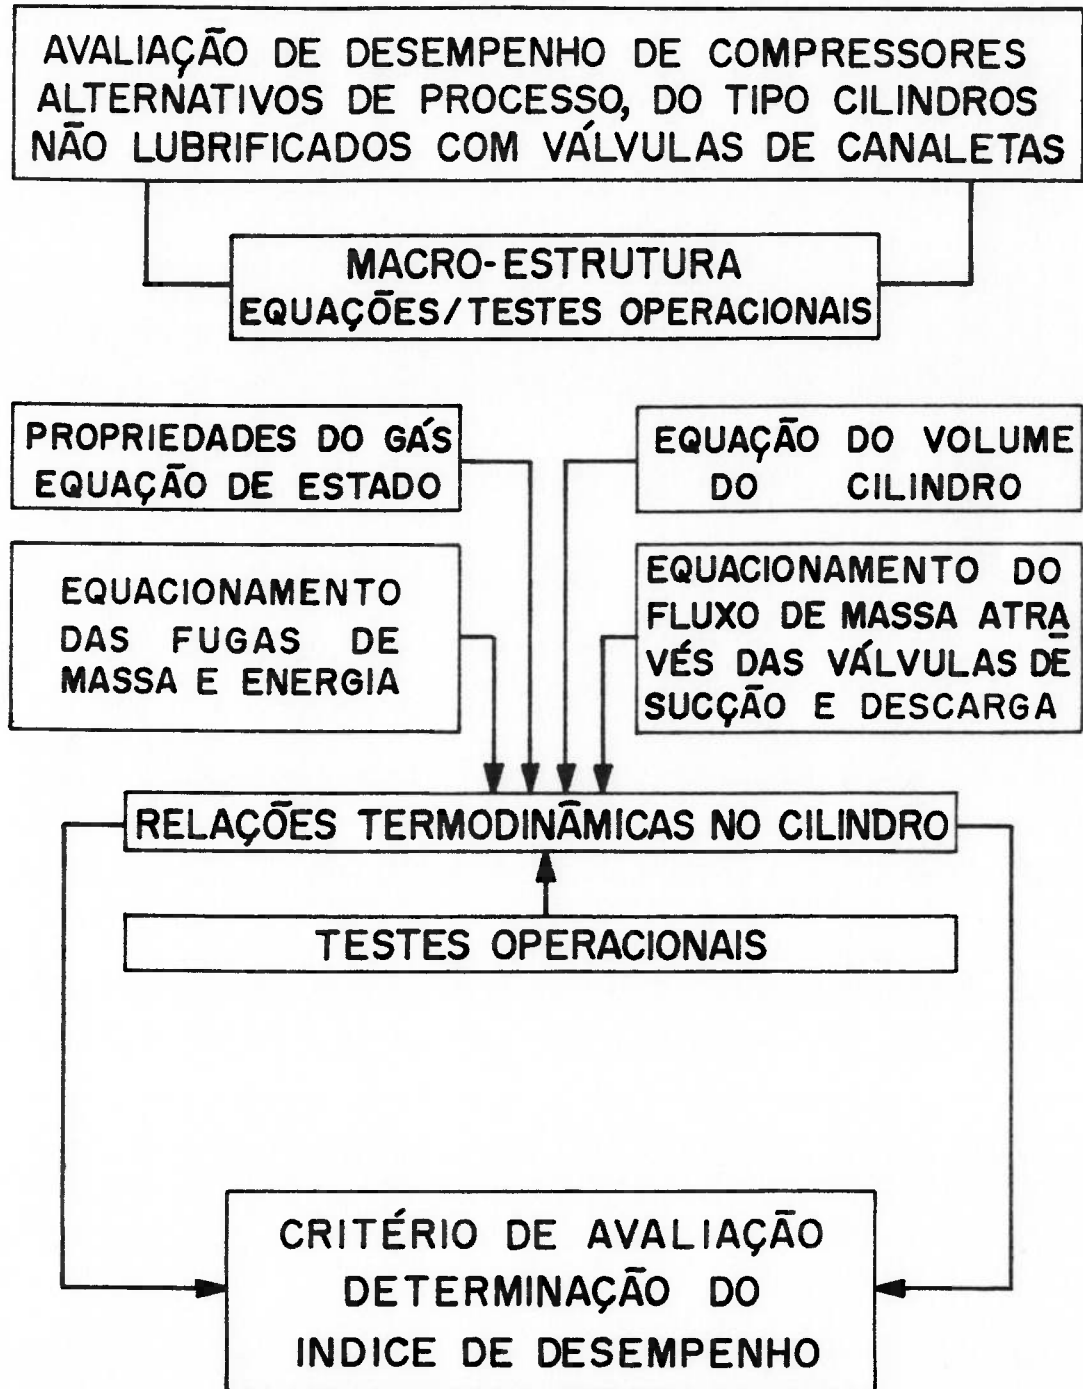 AVALIAÇÃO DE DESEMPENHO DE COMPRESSORES
ALTERNATIVOS DE PROCESSO, DO TIPO CILINDROS
NÃO LUBRIFICADOS COM VÁLVULAS DE CANALETAS
MACRO-ESTRUTURA
EQUAÇÕES/TESTES OPERACIONAIS
PROPRIEDADES DO GÁS
EQUAÇÃO DE ESTADO
EQUAÇÃO DO VOLUME
DO CILINDRO
EQUACIONAMENTO
DAS FUGAS DE
MASSA E ENERGIA
EQUACIONAMENTO DO
FLUXO DE MASSA ATRA
VÉS DAS VÁLVULAS DE
SUCÇÃO E DESCARGA
RELAÇÕES TERMODINÂMICAS NO CILINDRO
TESTES OPERACIONAIS
CRITÉRIO DE AVALIAÇÃO
DETERMINAÇÃO DO
INDICE DE DESEMPENHO